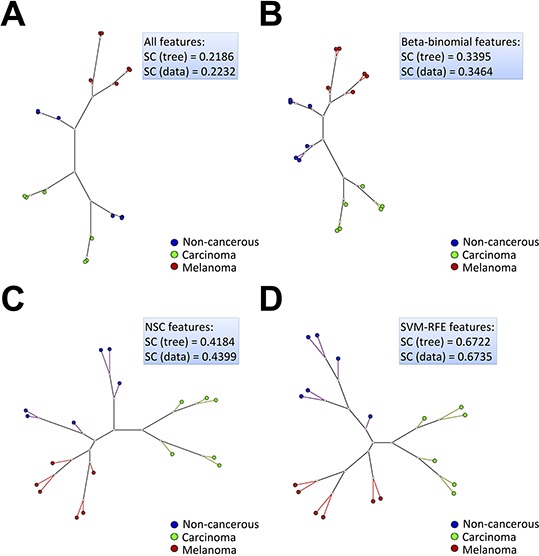 A
All features:
SC (tree) = 0.2186
SC (data) = 0.2232
Non-cancerous
Carcinoma
Melanoma
B
Beta-binomial features:
SC (tree) = 0.3395
SC (data) = 0.3464
Non-cancerous
Carcinoma
Melanoma
C
NSC features:
SC (tree) = 0.4184
SC (data) = 0.4399
Non-cancerous
Carcinoma
Melanoma
D
SVM-RFE features:
SC (tree) = 0.6722
SC (data) = 0.6735
Non-cancerous
Carcinoma
Melanoma